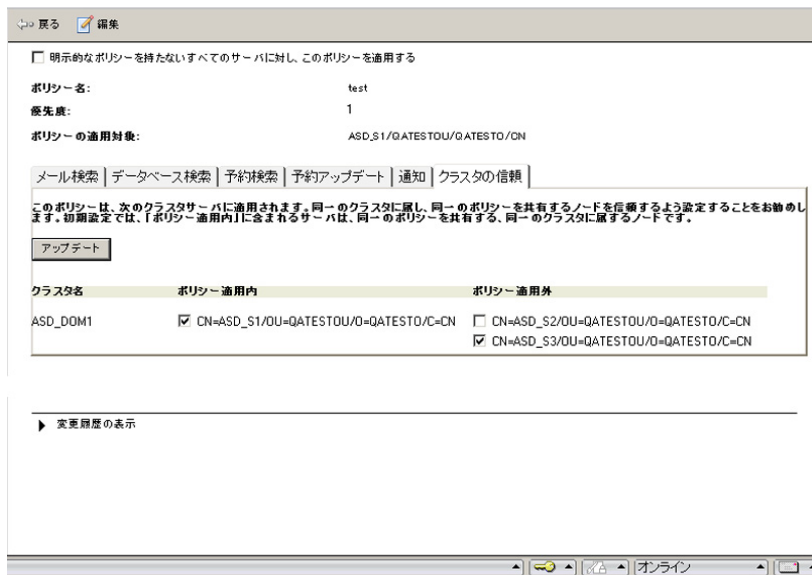 戻る 編集
明示的なポリシーを持たないすべてのサーバに対し、このポリシーを適用する
ポリシー名: test
優先度: 1
ポリシーの適用対象: ASD_S1/QATESTOU/QATESTO/CN
メール検索 データベース検索 予約検索 予約アップデート 通知 クラスタの信頼
このポリシーは、次のクラスタサーバに適用されます。同一のクラスタに属し、同一のポリシーを共有するノードを信頼するよう設定することをお勧めし
ます。初期設定では、「ポリシー適用内」に含まれるサーバは、同一のポリシーを共有する、同一のクラスタに属するノードです。
アップデート
クラスタ名 ポリシー適用内 ポリシー適用外
ASD_DOM1 CN=ASD_S1/OU=QATESTOU/O=QATESTO/C=CN CN=ASD_S2/OU=QATESTOU/O=QATESTO/C=CN
CN=ASD_S3/OU=QATESTOU/O=QATESTO/C=CN
変更履歴の表示
オンライン